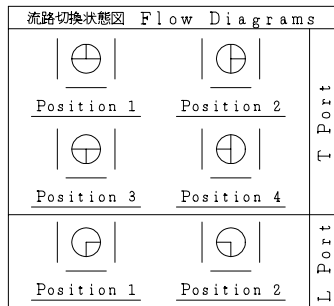 流路切換状態図 Flow Diagrams
Position 1
Position 2
Position 3
Position 4
T Port
Position 1
Position 2
L Port